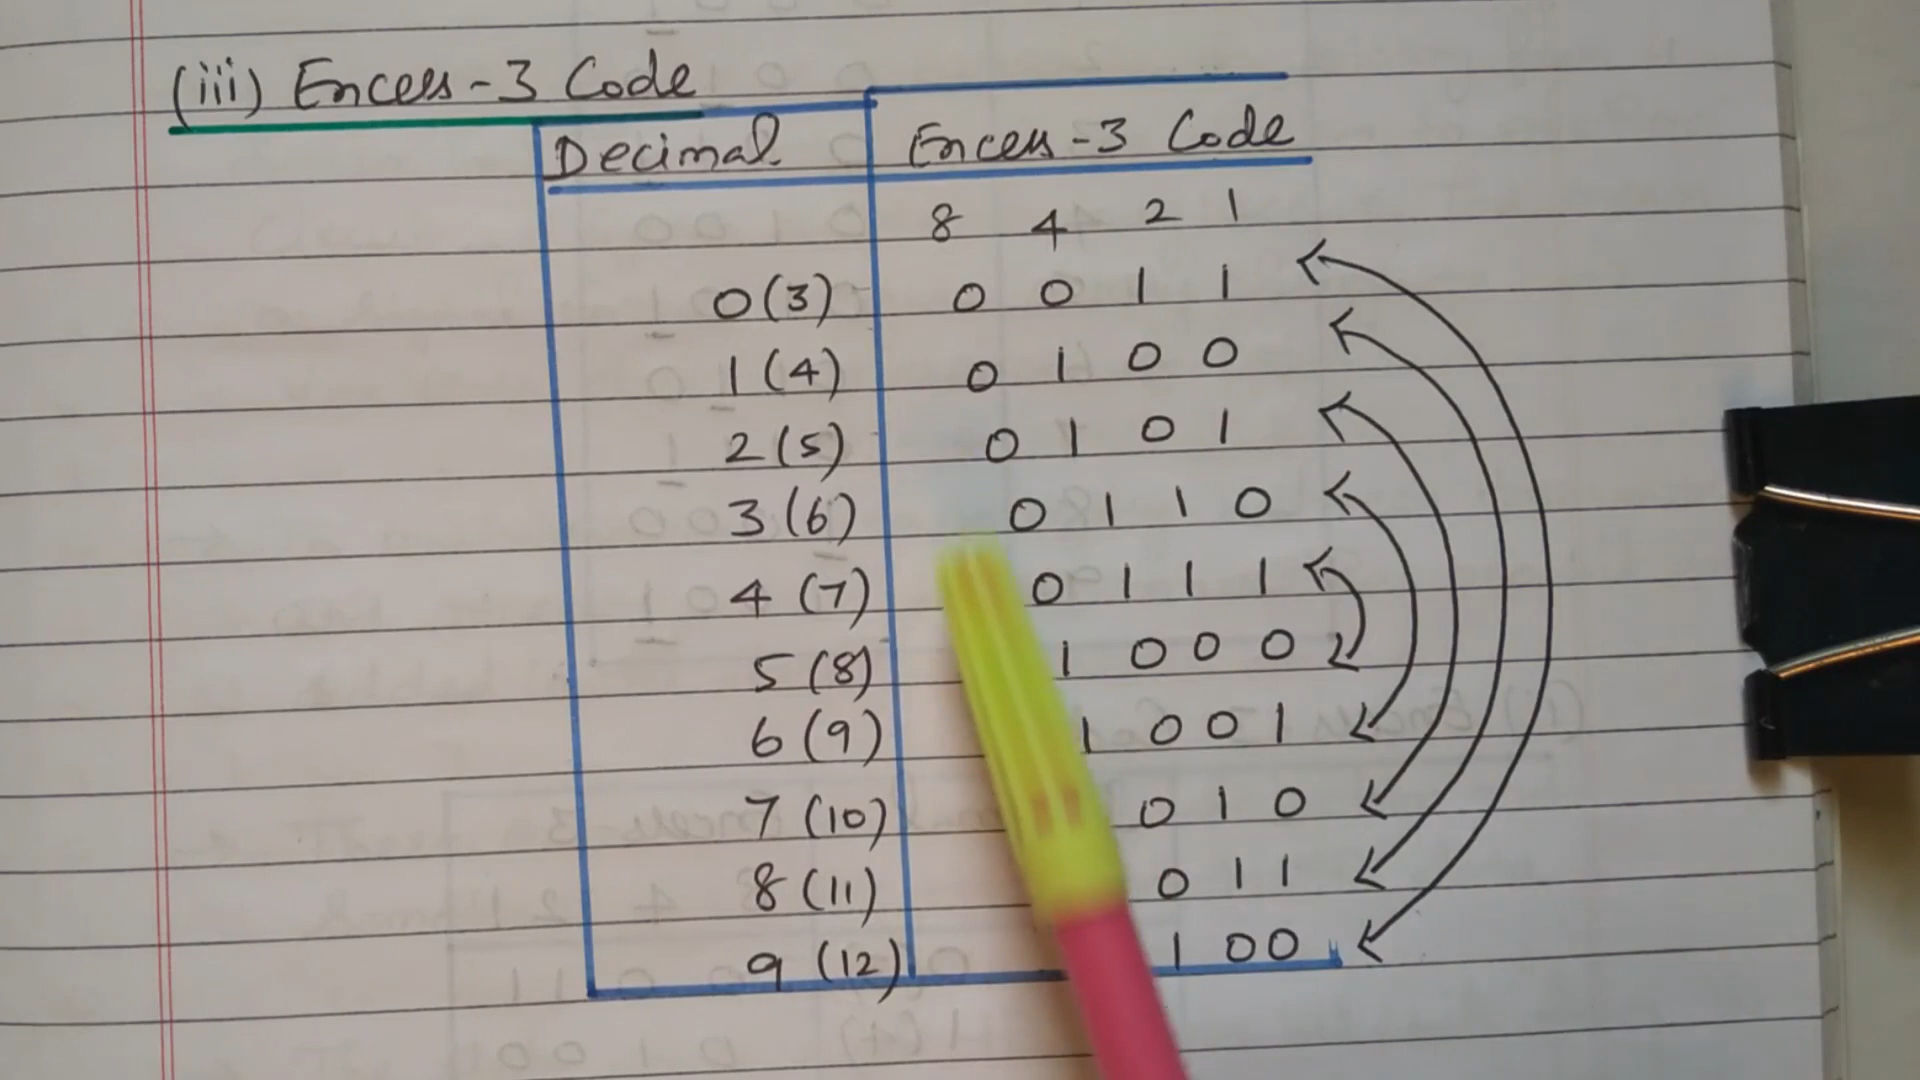 (iii) Excess-3 Code
Decimal Excess-3 Code
8 4 2 1
0 (3) 0 0 1 1
1 (4) 0 1 0 0
2 (5) 0 1 0 1
3 (6) 0 1 1 0
4 (7) 0 1 1 1
5 (8) 1 0 0 0
6 (9) 1 0 0 1
7 (10) 0 1 0
8 (11) 0 1 1
9 (12) 1 0 0